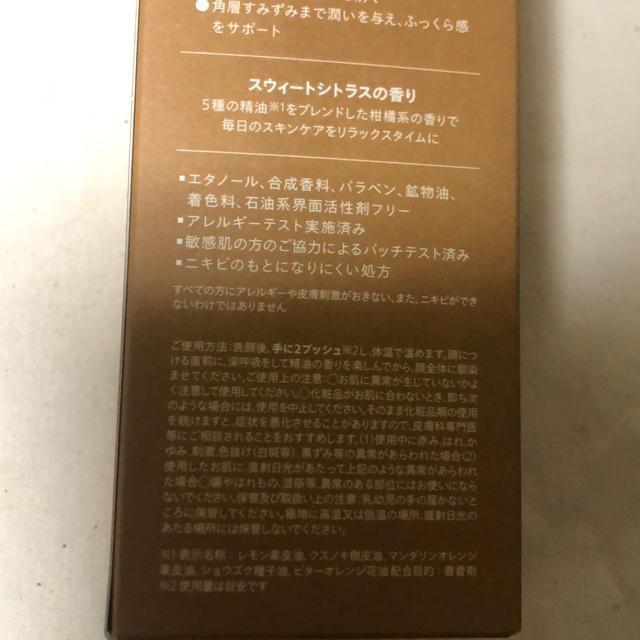 ● 角層すみずみまで潤いを与え、ふっくら感
をサポート
スウィートシトラスの香り
5種の精油※1をブレンドした柑橘系の香りで
毎日のスキンケアをリラックスタイムに
■エタノール、合成香料、パラベン、鉱物油、
着色料、石油系界面活性剤フリー
■アレルギーテスト実施済み
■敏感肌の方のご協力によるパッチテスト済み
■ニキビのもとになりにくい処方
すべての方にアレルギーや皮膚刺激がおきない、また、ニキビができ
ないわけではありません
ご使用方法:洗顔後、手に2プッシュ※2し、体温で温めます。顔につ
ける直前に、深呼吸をして精油の香りを楽しんでから、顔全体に馴染
ませてください。ご使用上の注意:○お肌に異常が生じていないかよ
く注意して使用してください。○化粧品がお肌に合わないとき、即ち次
のような場合には、使用を中止してください。そのまま化粧品類の使用
を続けますと、症状を悪化させることがありますので、皮膚科専門医
等にご相談されることをおすすめします。(1)使用中に赤み、はれ、か
ゆみ、刺激、色抜け(白斑等)、黒ずみ等の異常があらわれた場合(2)
使用したお肌に、直射日光があたって上記のような異常があらわれ
た場合○傷やはれもの、湿疹等、異常のある部位にはお使いになら
ないでください。保管及び取扱い上の注意:乳幼児の手の届かないと
ころに保管してください。極端に高温又は低温の場所、直射日光の
あたる場所には保管しないでください。
※1表示名称:レモン果皮油、クスノキ樹皮油、マンダリンオレンジ
果皮油、ショウズク種子油、ビターオレンジ花油 配合目的:着香剤
※2使用量は目安です